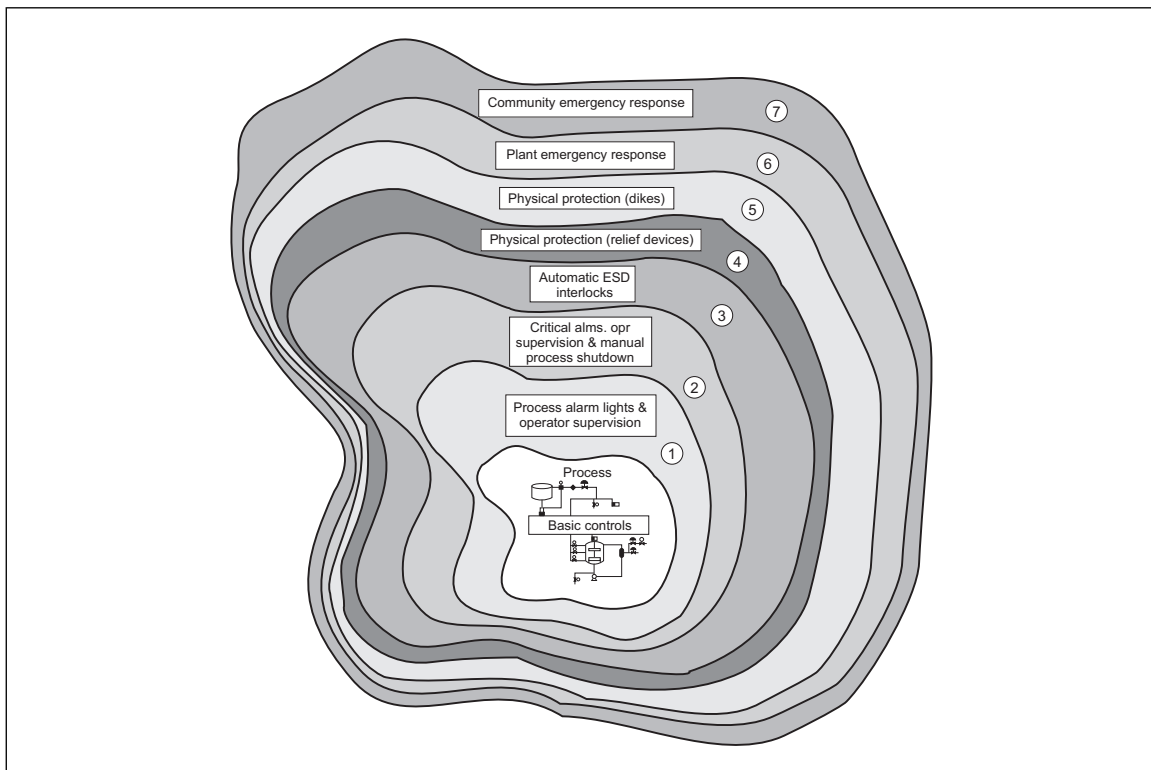 Community emergency response
7
Plant emergency response
6
Physical protection (dikes)
5
Physical protection (relief devices)
4
Automatic ESD
interlocks
3
Critical alms. opr
supervision & manual
process shutdown
2
Process alarm lights &
operator supervision
1
Process
Basic controls